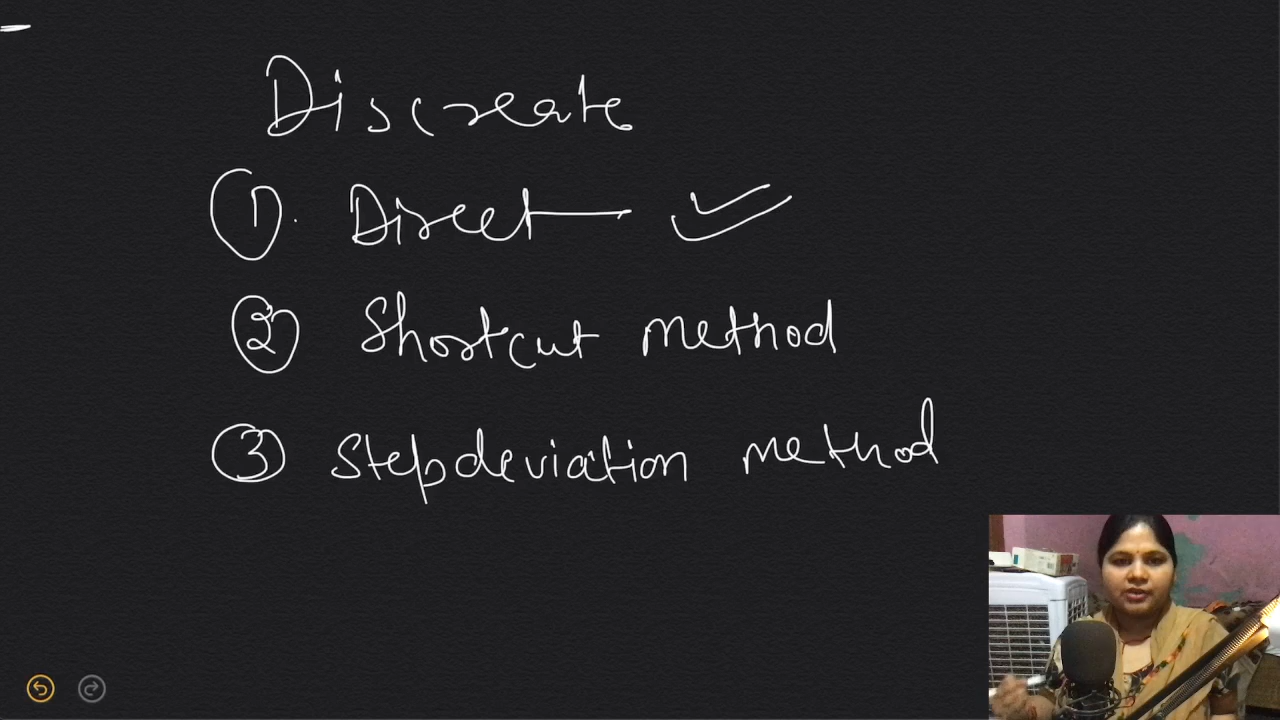 Discreate
① Direct
② Shortcut method
③ Stepdeviation method